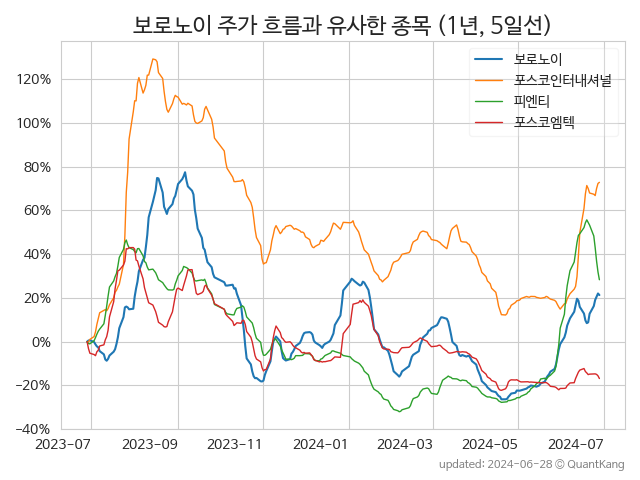 보로노이 주가 흐름과 유사한 종목 (1년, 5일선)
보로노이
포스코인터내셔널
피엔티
포스코엠텍
120%
100%
80%
60%
40%
20%
0%
−20%
−40%
2023-07 2023-09 2023-11 2024-01 2024-03 2024-05 2024-07
updated: 2024-06-28 © QuantKang